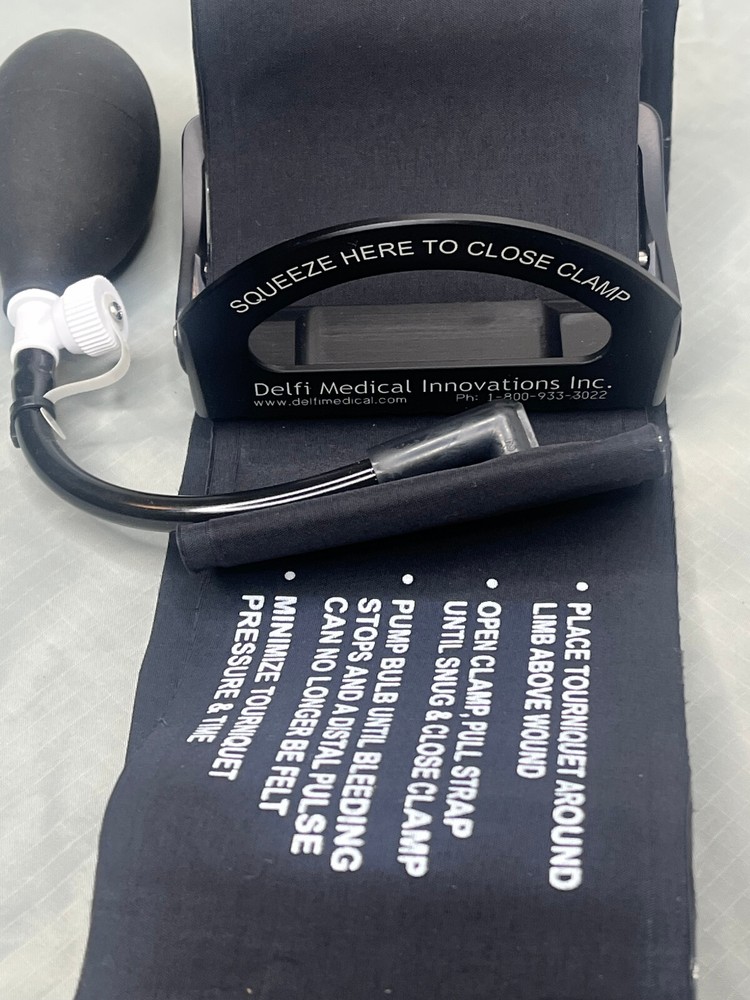 SQUEEZE HERE TO CLOSE CLAMP
Delfi Medical Innovations Inc.
www.delfimedical.com Ph: 1-800-933-3022
• PLACE TOURNIQUET AROUND
LIMB ABOVE WOUND
• OPEN CLAMP, PULL STRAP
UNTIL SNUG & CLOSE CLAMP
• PUMP BULB UNTIL BLEEDING
STOPS AND A DISTAL PULSE
CAN NO LONGER BE FELT
• MINIMIZE TOURNIQUET
PRESSURE & TIME